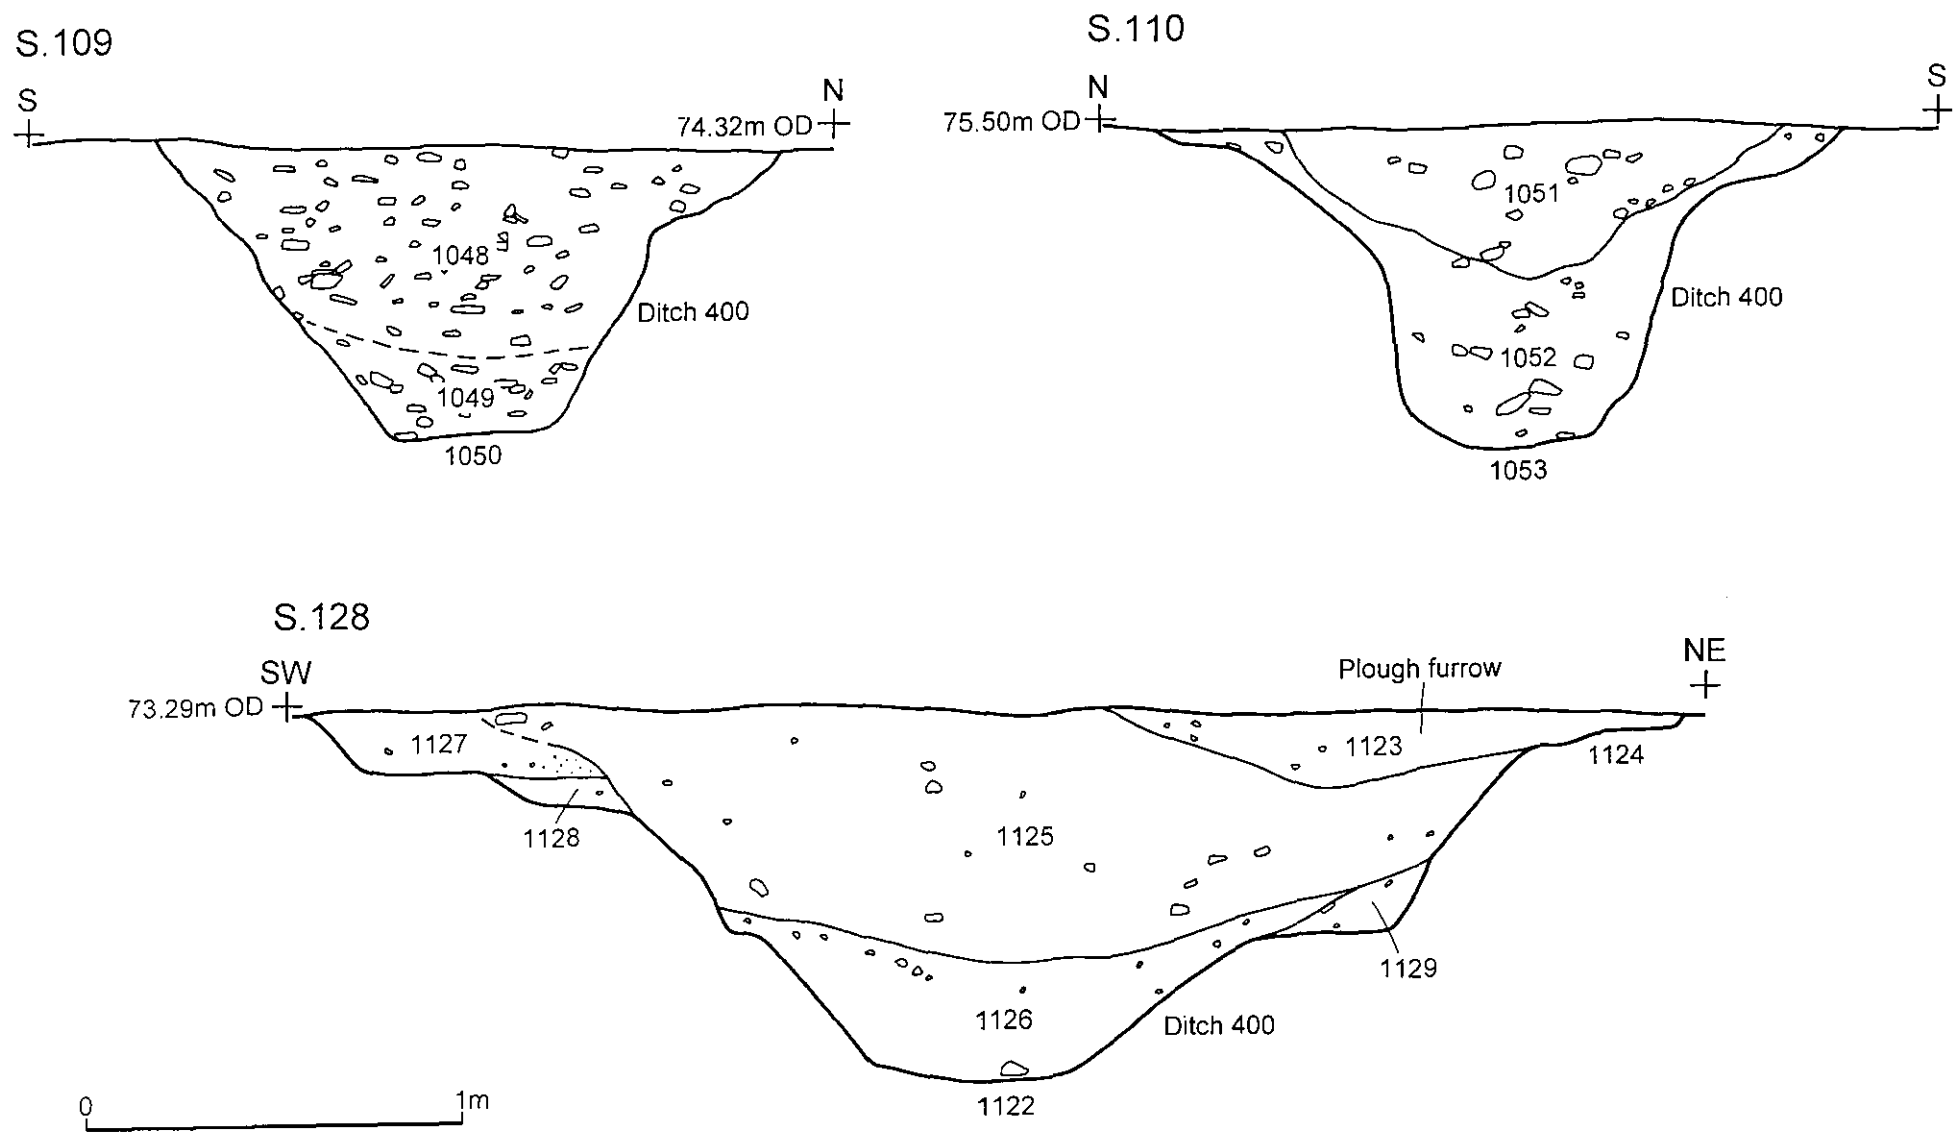 S.109
S
N
74.32m OD
1048
Ditch 400
1049
1050
S.110
N
S
75.50m OD
1051
Ditch 400
1052
1053
S.128
SW
NE
Plough furrow
73.29m OD
1127
1123
1124
1128
1125
1129
1126
Ditch 400
1122
0
1m